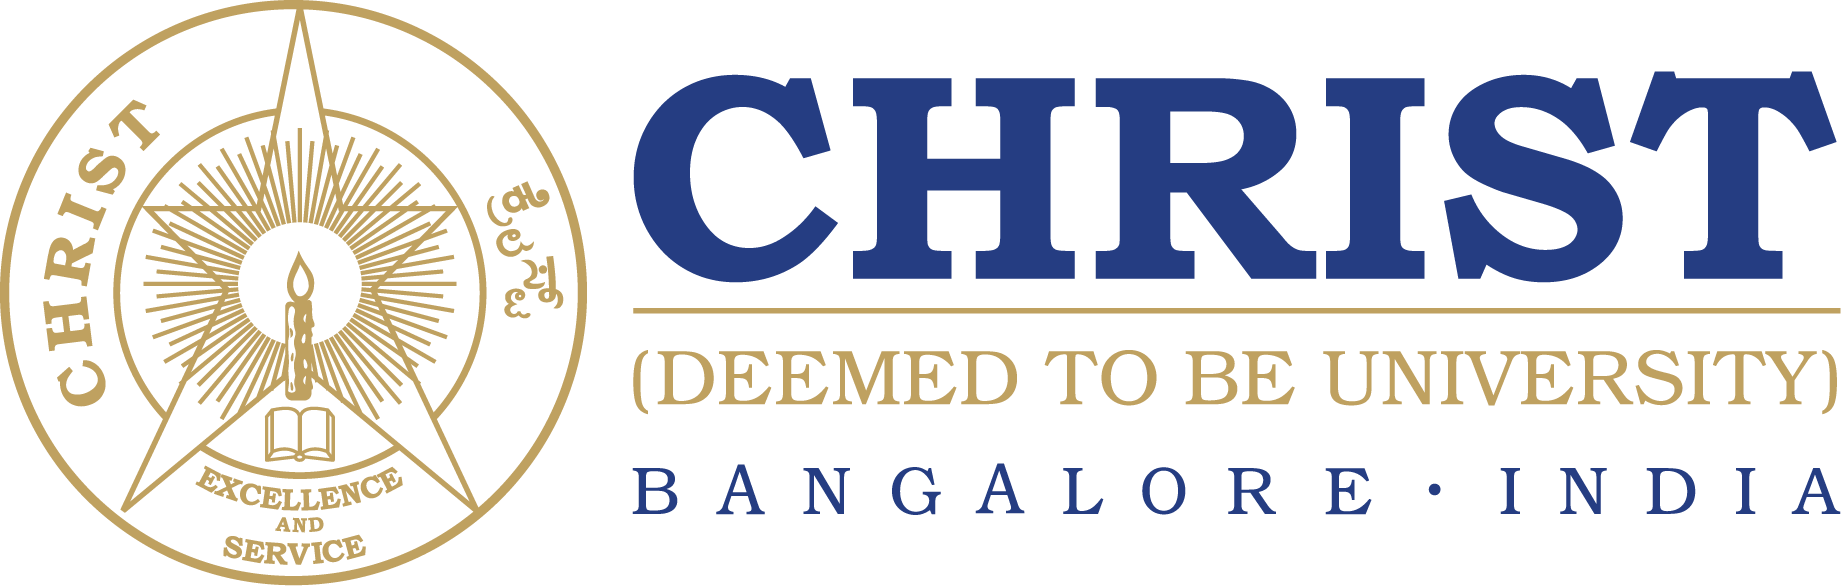 CHRIST
ಕ್ರೈಸ್ಟ್
EXCELLENCE
AND
SERVICE
CHRIST
(DEEMED TO BE UNIVERSITY)
BANGALORE · INDIA